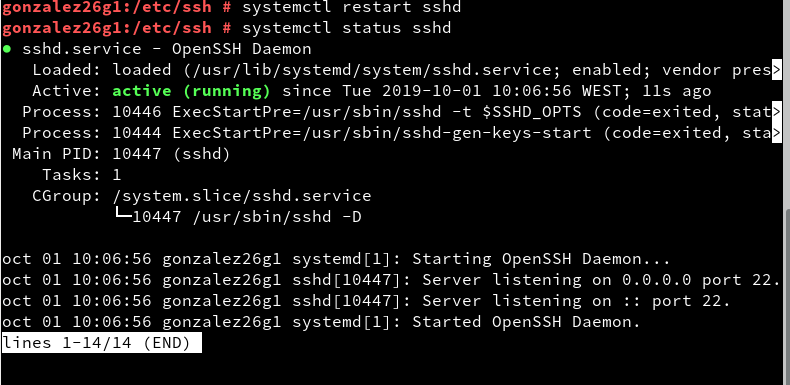 gonzalez26g1:/etc/ssh # systemctl restart sshd
gonzalez26g1:/etc/ssh # systemctl status sshd
● sshd.service - OpenSSH Daemon
   Loaded: loaded (/usr/lib/systemd/system/sshd.service; enabled; vendor pres>
   Active: active (running) since Tue 2019-10-01 10:06:56 WEST; 11s ago
  Process: 10446 ExecStartPre=/usr/sbin/sshd -t $SSHD_OPTS (code=exited, stat>
  Process: 10444 ExecStartPre=/usr/sbin/sshd-gen-keys-start (code=exited, sta>
 Main PID: 10447 (sshd)
    Tasks: 1
   CGroup: /system.slice/sshd.service
           └─10447 /usr/sbin/sshd -D

oct 01 10:06:56 gonzalez26g1 systemd[1]: Starting OpenSSH Daemon...
oct 01 10:06:56 gonzalez26g1 sshd[10447]: Server listening on 0.0.0.0 port 22.
oct 01 10:06:56 gonzalez26g1 sshd[10447]: Server listening on :: port 22.
oct 01 10:06:56 gonzalez26g1 systemd[1]: Started OpenSSH Daemon.
lines 1-14/14 (END)